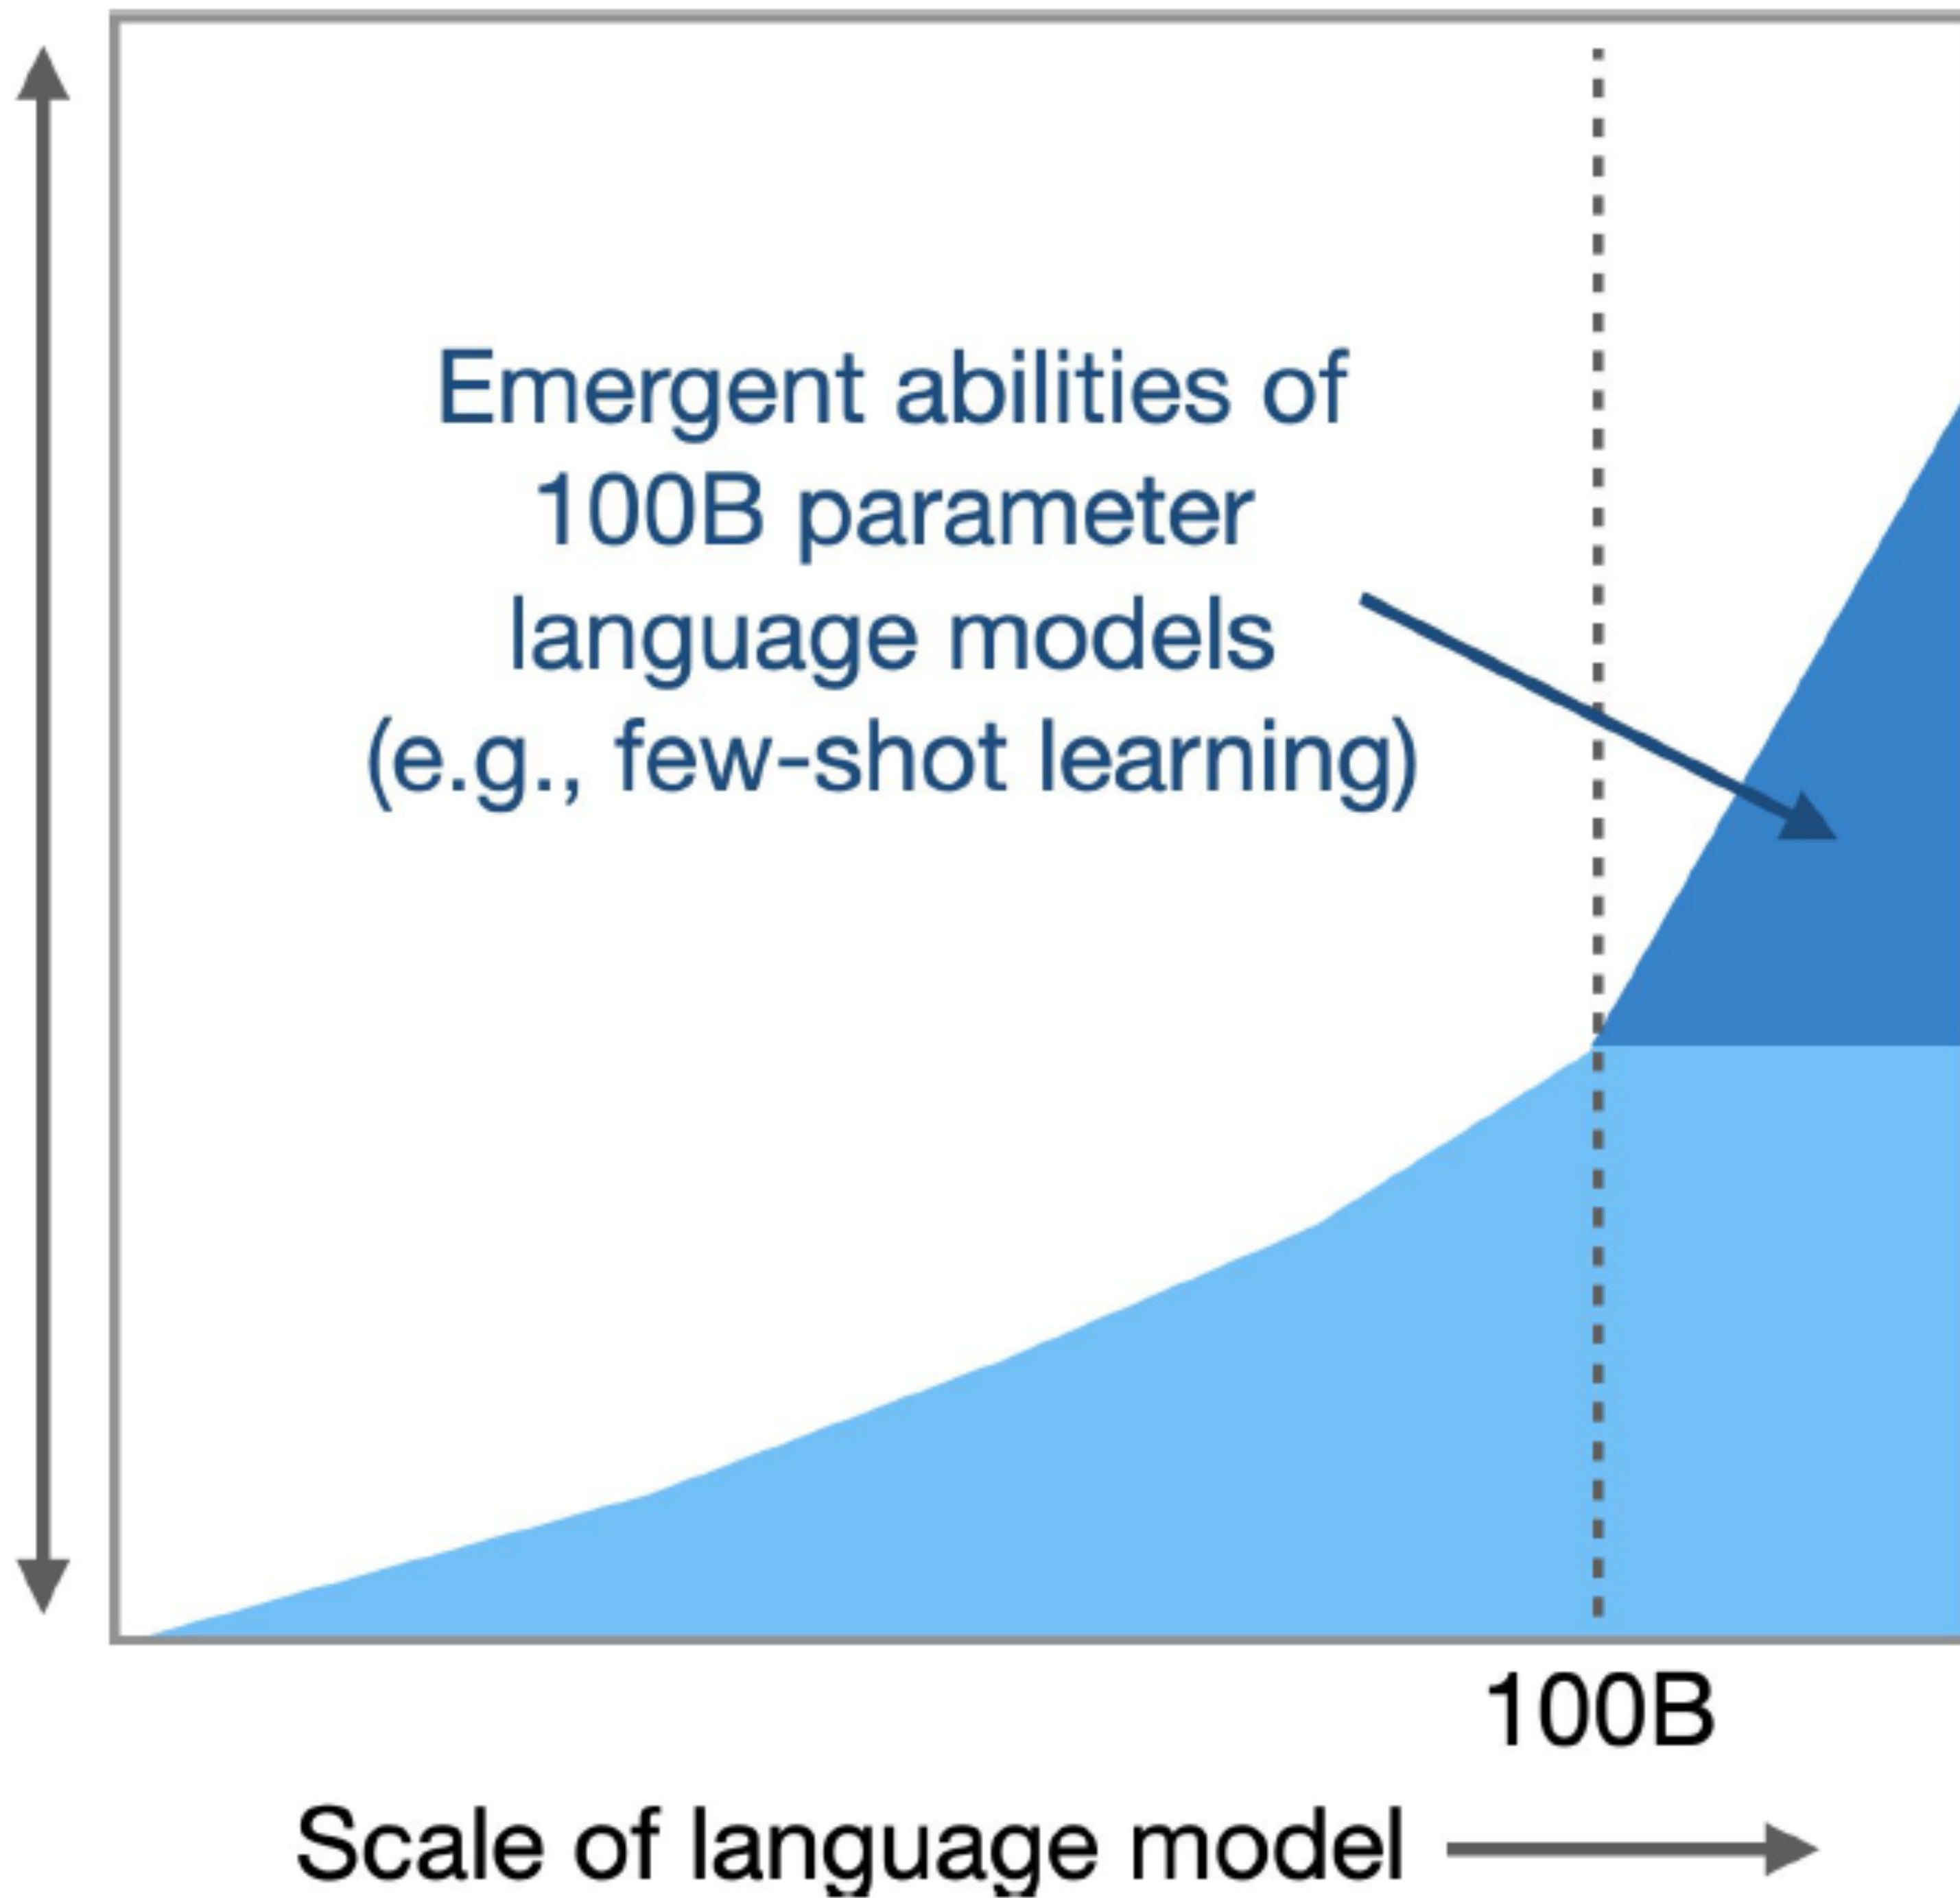 Emergent abilities of
100B parameter
language models
(e.g., few-shot learning)
100B
Scale of language model